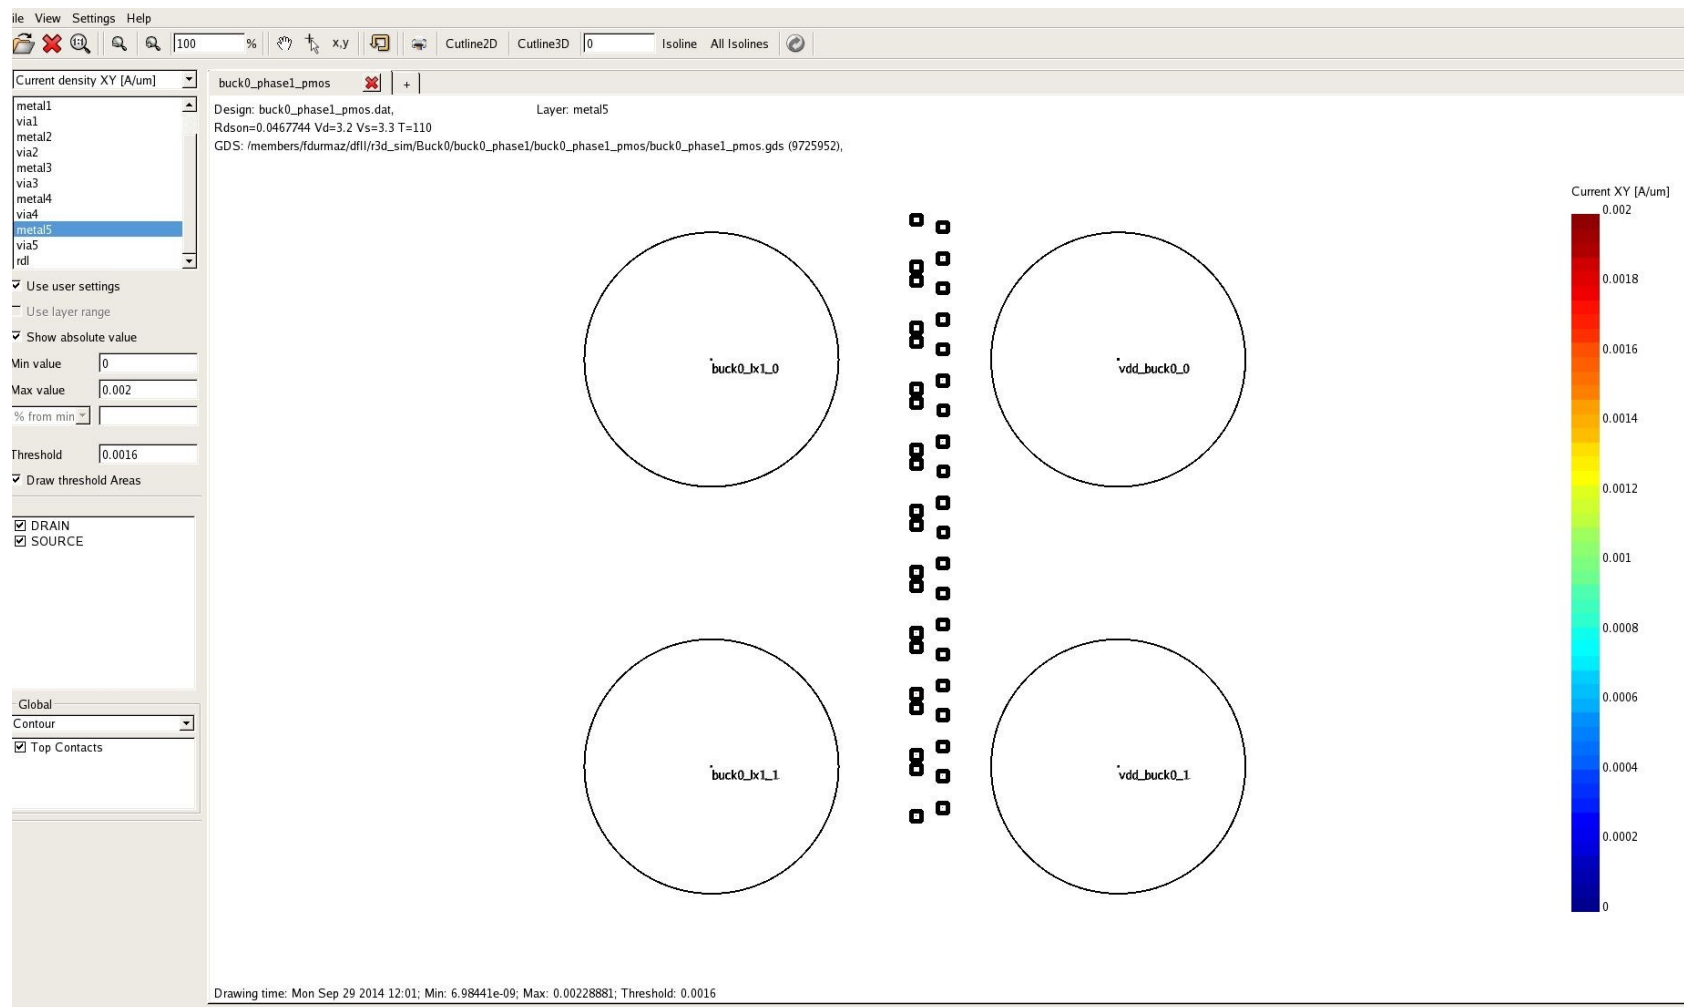 ile View Settings Help
100 % x,y Cutline2D Cutline3D 0 Isoline All Isolines
Current density XY [A/um]
buck0_phase1_pmos +
metal1
via1
metal2
via2
metal3
via3
metal4
via4
metal5
via5
rdl
Design: buck0_phase1_pmos.dat, Layer: metal5
Rdson=0.0467744 Vd=3.2 Vs=3.3 T=110
GDS: /members/fdurmaz/dfII/r3d_sim/Buck0/buck0_phase1/buck0_phase1_pmos/buck0_phase1_pmos.gds (9725952),
Use user settings
Use layer range
Show absolute value
Min value 0
Max value 0.002
% from min
Threshold 0.0016
Draw threshold Areas
DRAIN
SOURCE
Global
Contour
Top Contacts
buck0_lx1_0
vdd_buck0_0
buck0_lx1_1
vdd_buck0_1
Current XY [A/um]
0.002
0.0018
0.0016
0.0014
0.0012
0.001
0.0008
0.0006
0.0004
0.0002
0
Drawing time: Mon Sep 29 2014 12:01; Min: 6.98441e-09; Max: 0.00228881; Threshold: 0.0016